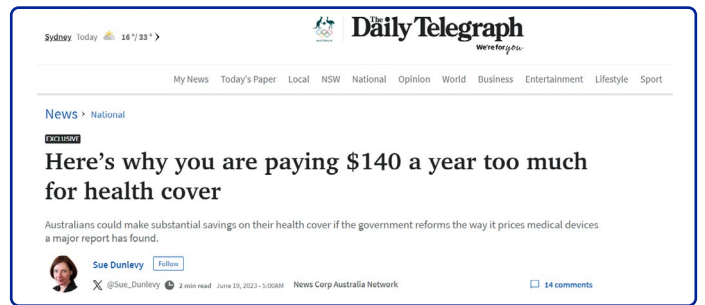 Sydney Today 16°/33° >
AUSTRALIA
The Daily Telegraph
We're for you
My News Today's Paper Local NSW National Opinion World Business Entertainment Lifestyle Sport
News > National
EXCLUSIVE
Here's why you are paying $140 a year too much
for health cover
Australians could make substantial savings on their health cover if the government reforms the way it prices medical devices
a major report has found.
Sue Dunlevy Follow
@Sue_Dunlevy 2 min read June 19, 2023 - 5:00AM News Corp Australia Network 14 comments